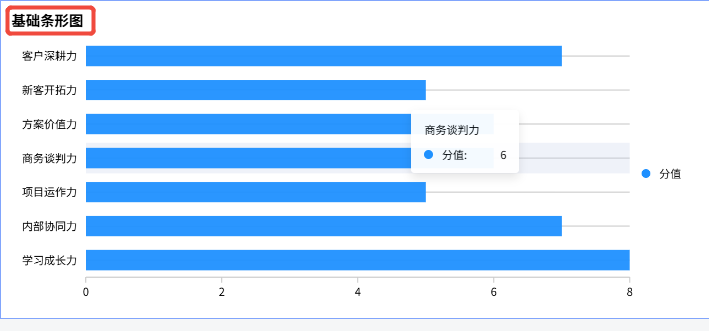 基础条形图
客户深耕力
新客开拓力
方案价值力
商务谈判力
项目运作力
内部协同力
学习成长力
商务谈判力
分值: 6
分值
0 2 4 6 8